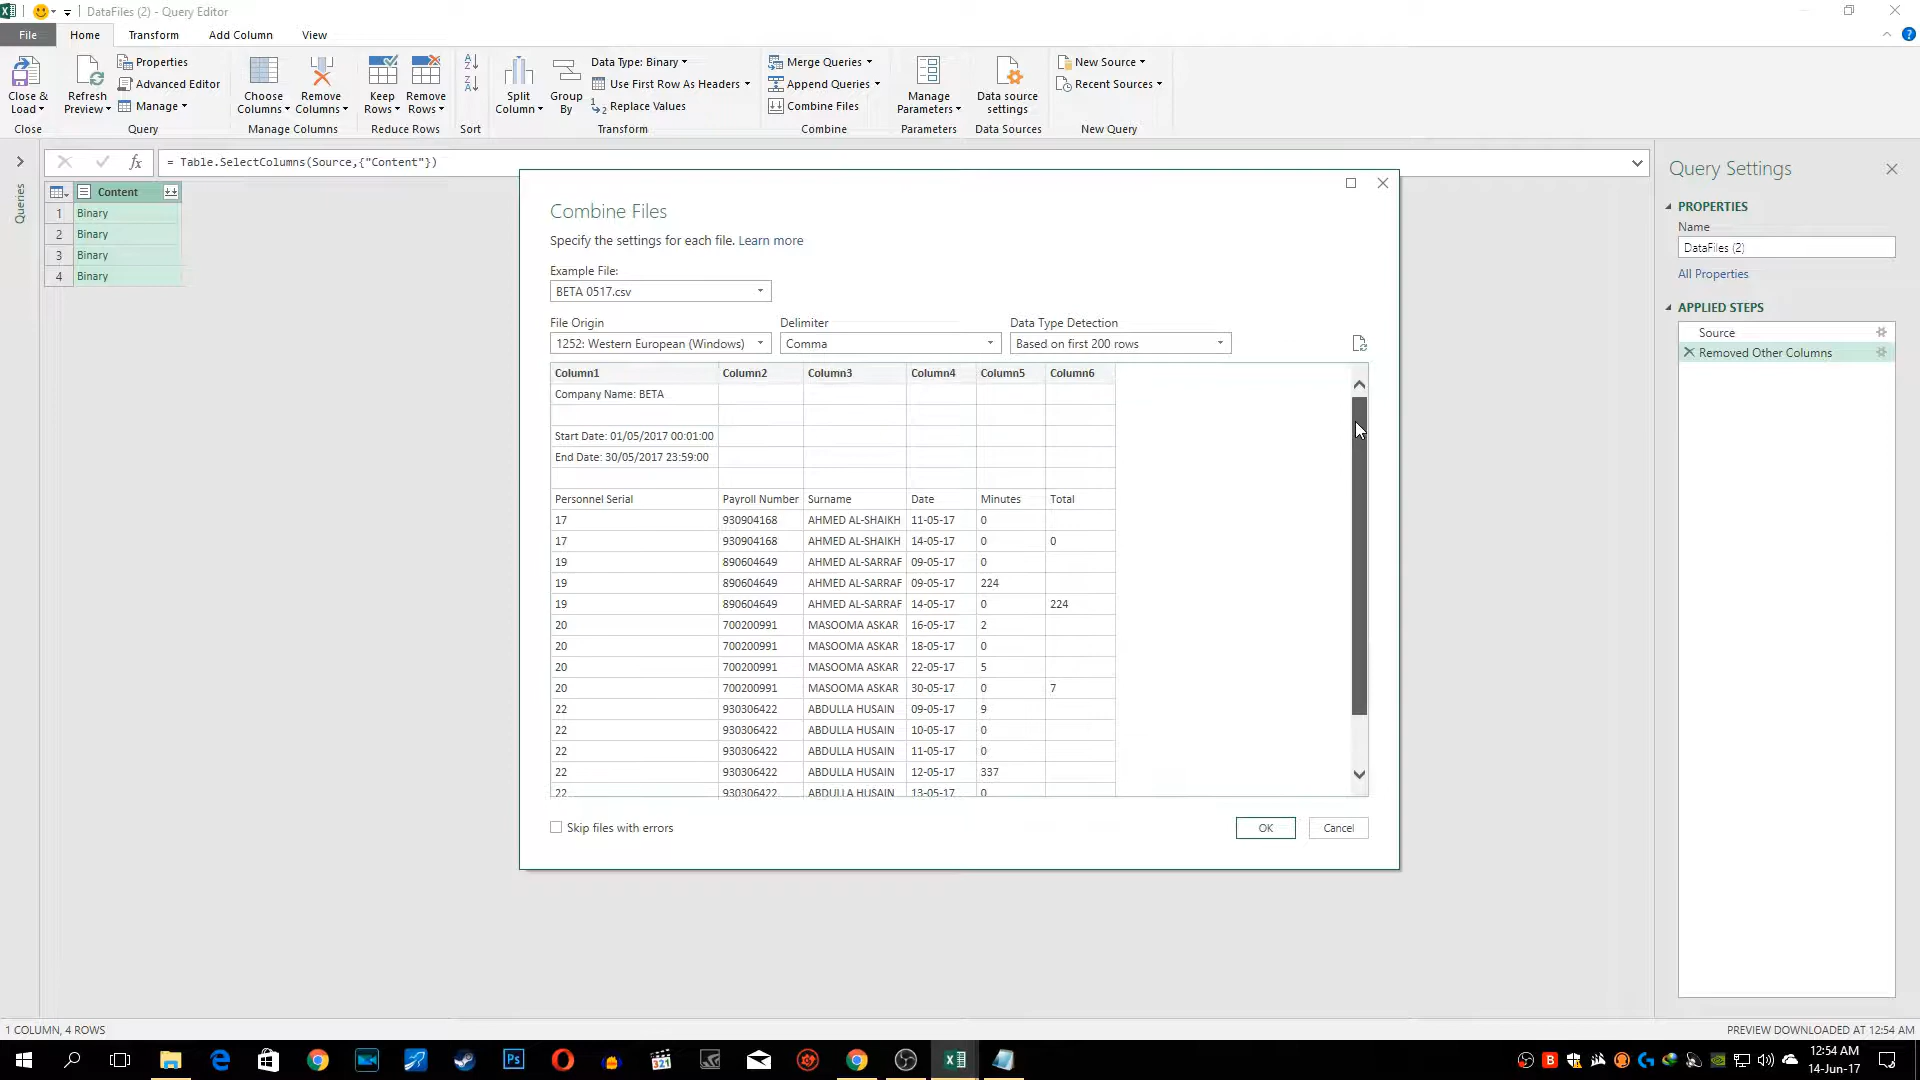 DataFiles (2) - Query Editor
File Home Transform Add Column View
Close & Load
Refresh Preview
Properties
Advanced Editor
Manage
Choose Columns
Remove Columns
Keep Rows
Remove Rows
Split Column
Group By
Data Type: Binary
Use First Row As Headers
Replace Values
Merge Queries
Append Queries
Combine Files
Manage Parameters
Data source settings
New Source
Recent Sources
Close Query Manage Columns Reduce Rows Sort Transform Combine Parameters Data Sources New Query
= Table.SelectColumns(Source,{"Content"})
Queries
Content
1 Binary
2 Binary
3 Binary
4 Binary
Combine Files
Specify the settings for each file. Learn more
Example File:
BETA 0517.csv
File Origin Delimiter Data Type Detection
1252: Western European (Windows) Comma Based on first 200 rows
Column1 Column2 Column3 Column4 Column5 Column6
Company Name: BETA
Start Date: 01/05/2017 00:01:00
End Date: 30/05/2017 23:59:00
Personnel Serial Payroll Number Surname Date Minutes Total
17 930904168 AHMED AL-SHAIKH 11-05-17 0
17 930904168 AHMED AL-SHAIKH 14-05-17 0 0
19 890604649 AHMED AL-SARRAF 09-05-17 0
19 890604649 AHMED AL-SARRAF 09-05-17 224
19 890604649 AHMED AL-SARRAF 14-05-17 0 224
20 700200991 MASOOMA ASKAR 16-05-17 2
20 700200991 MASOOMA ASKAR 18-05-17 0
20 700200991 MASOOMA ASKAR 22-05-17 5
20 700200991 MASOOMA ASKAR 30-05-17 0 7
22 930306422 ABDULLA HUSAIN 09-05-17 9
22 930306422 ABDULLA HUSAIN 10-05-17 0
22 930306422 ABDULLA HUSAIN 11-05-17 0
22 930306422 ABDULLA HUSAIN 12-05-17 337
22 930306422 ABDULLA HUSAIN 13-05-17 0
Skip files with errors
OK Cancel
Query Settings
PROPERTIES
Name
DataFiles (2)
All Properties
APPLIED STEPS
Source
Removed Other Columns
1 COLUMN, 4 ROWS
PREVIEW DOWNLOADED AT 12:54 AM
12:54 AM
14-Jun-17